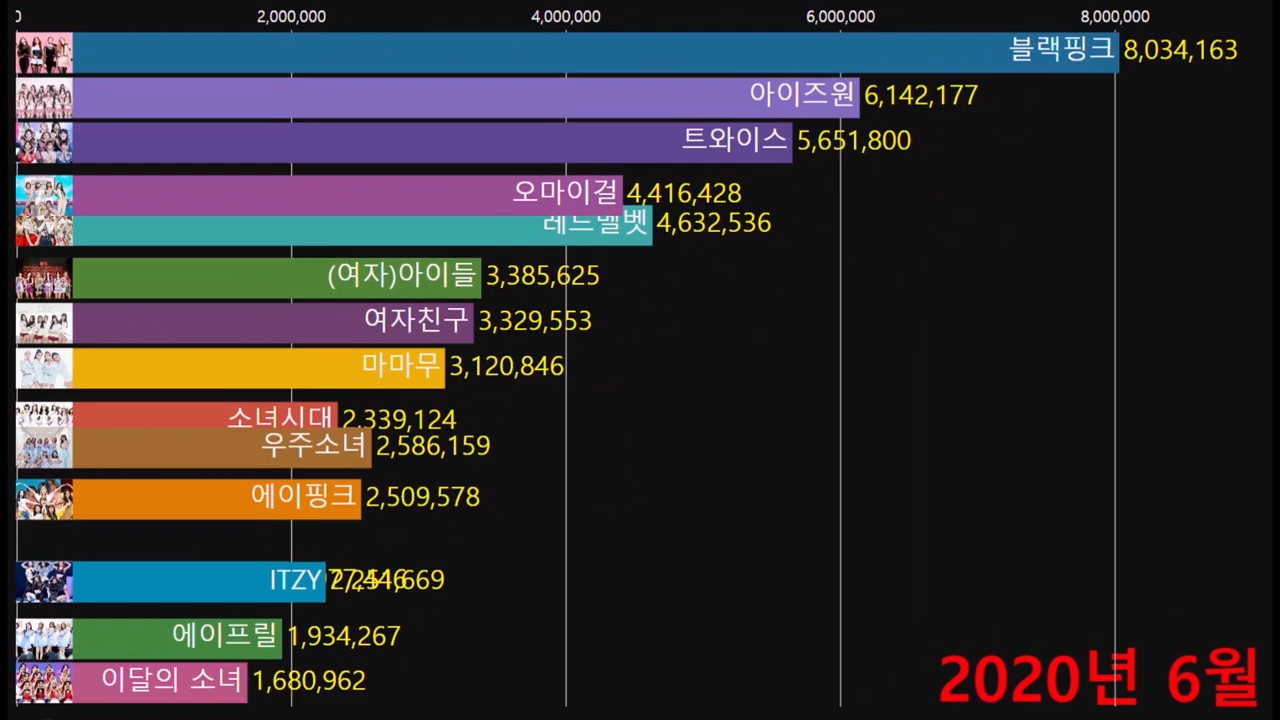 0 2,000,000 4,000,000 6,000,000 8,000,000
블랙핑크 8,034,163
아이즈원 6,142,177
트와이스 5,651,800
오마이걸 4,416,428
레드벨벳 4,632,536
(여자)아이들 3,385,625
여자친구 3,329,553
마마무 3,120,846
소녀시대 2,339,124
우주소녀 2,586,159
에이핑크 2,509,578
ITZY
에이프릴 1,934,267
이달의 소녀 1,680,962
2020년 6월